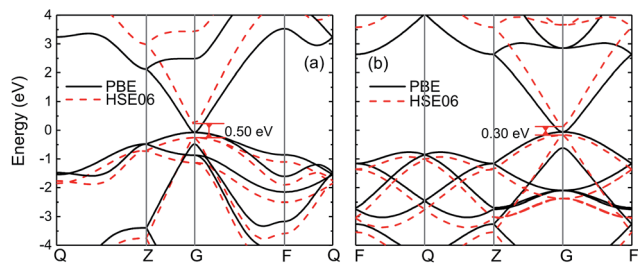 4
3
2
1
0
-1
-2
-3
-4
Energy (eV)
(a)
PBE
HSE06
0.50 eV
Q Z G F Q
(b)
PBE
HSE06
0.30 eV
F Q Z G F